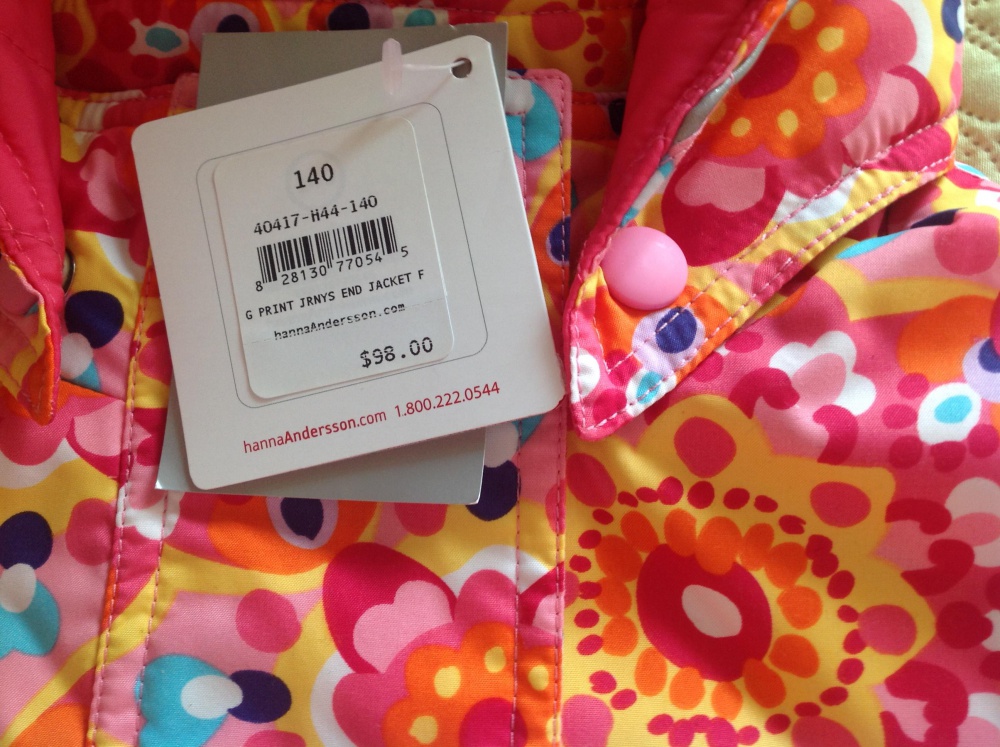 140
40417-H44-140
8 28130 77054 5
G PRINT JRNYS END JACKET F
hannaAndersson.com
$98.00
hannaAndersson.com 1.800.222.0544